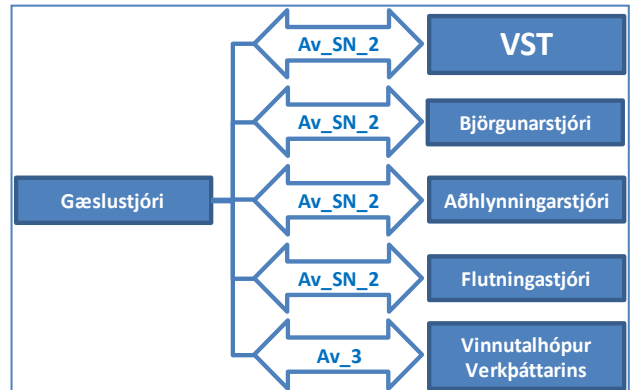 Av_SN_2
VST
Av_SN_2
Björgunarstjóri
Gæslustjóri
Av_SN_2
Aðhlynningarstjóri
Av_SN_2
Flutningastjóri
Av_3
Vinnutalhópur
Verkþáttarins